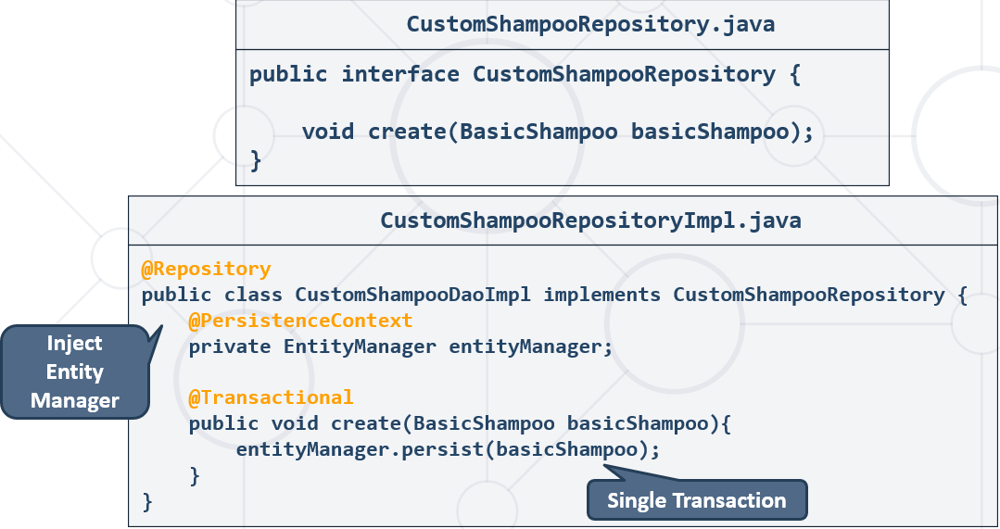 CustomShampooRepository.java
public interface CustomShampooRepository {
void create(BasicShampoo basicShampoo);
}
CustomShampooRepositoryImpl.java
@Repository
public class CustomShampooDaoImpl implements CustomShampooRepository {
@PersistenceContext
private EntityManager entityManager;
@Transactional
public void create(BasicShampoo basicShampoo){
entityManager.persist(basicShampoo);
}
}
Inject
Entity
Manager
Single Transaction